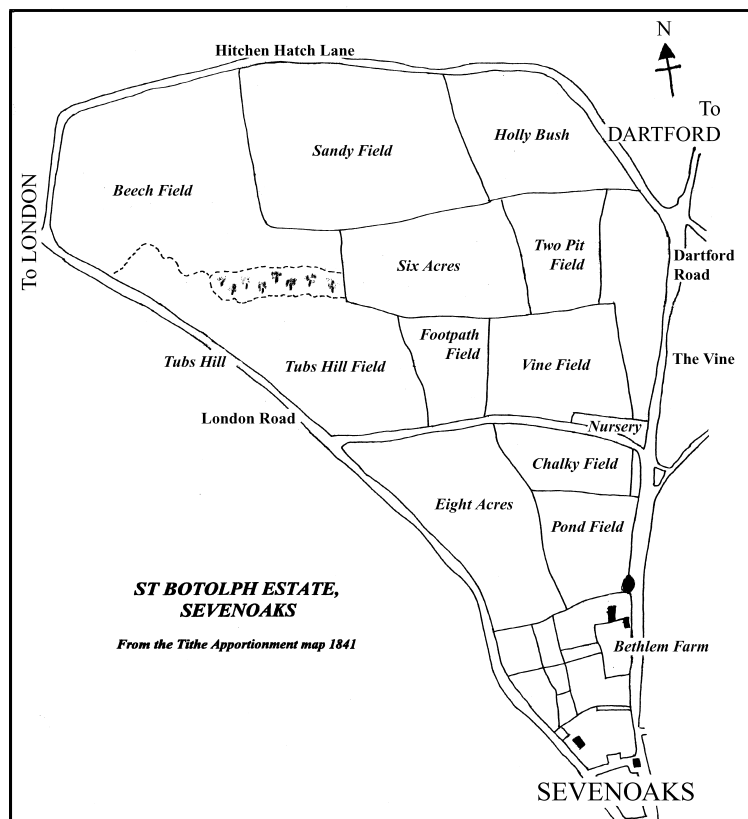 Hitchen Hatch Lane
N
To
DARTFORD
Holly Bush
Sandy Field
Beech Field
To LONDON
Two Pit
Field
Six Acres
Dartford
Road
Footpath
Field
Tubs Hill
Tubs Hill Field
Vine Field
The Vine
London Road
Nursery
Chalky Field
Eight Acres
Pond Field
ST BOTOLPH ESTATE,
SEVENOAKS
From the Tithe Apportionment map 1841
Bethlem Farm
SEVENOAKS